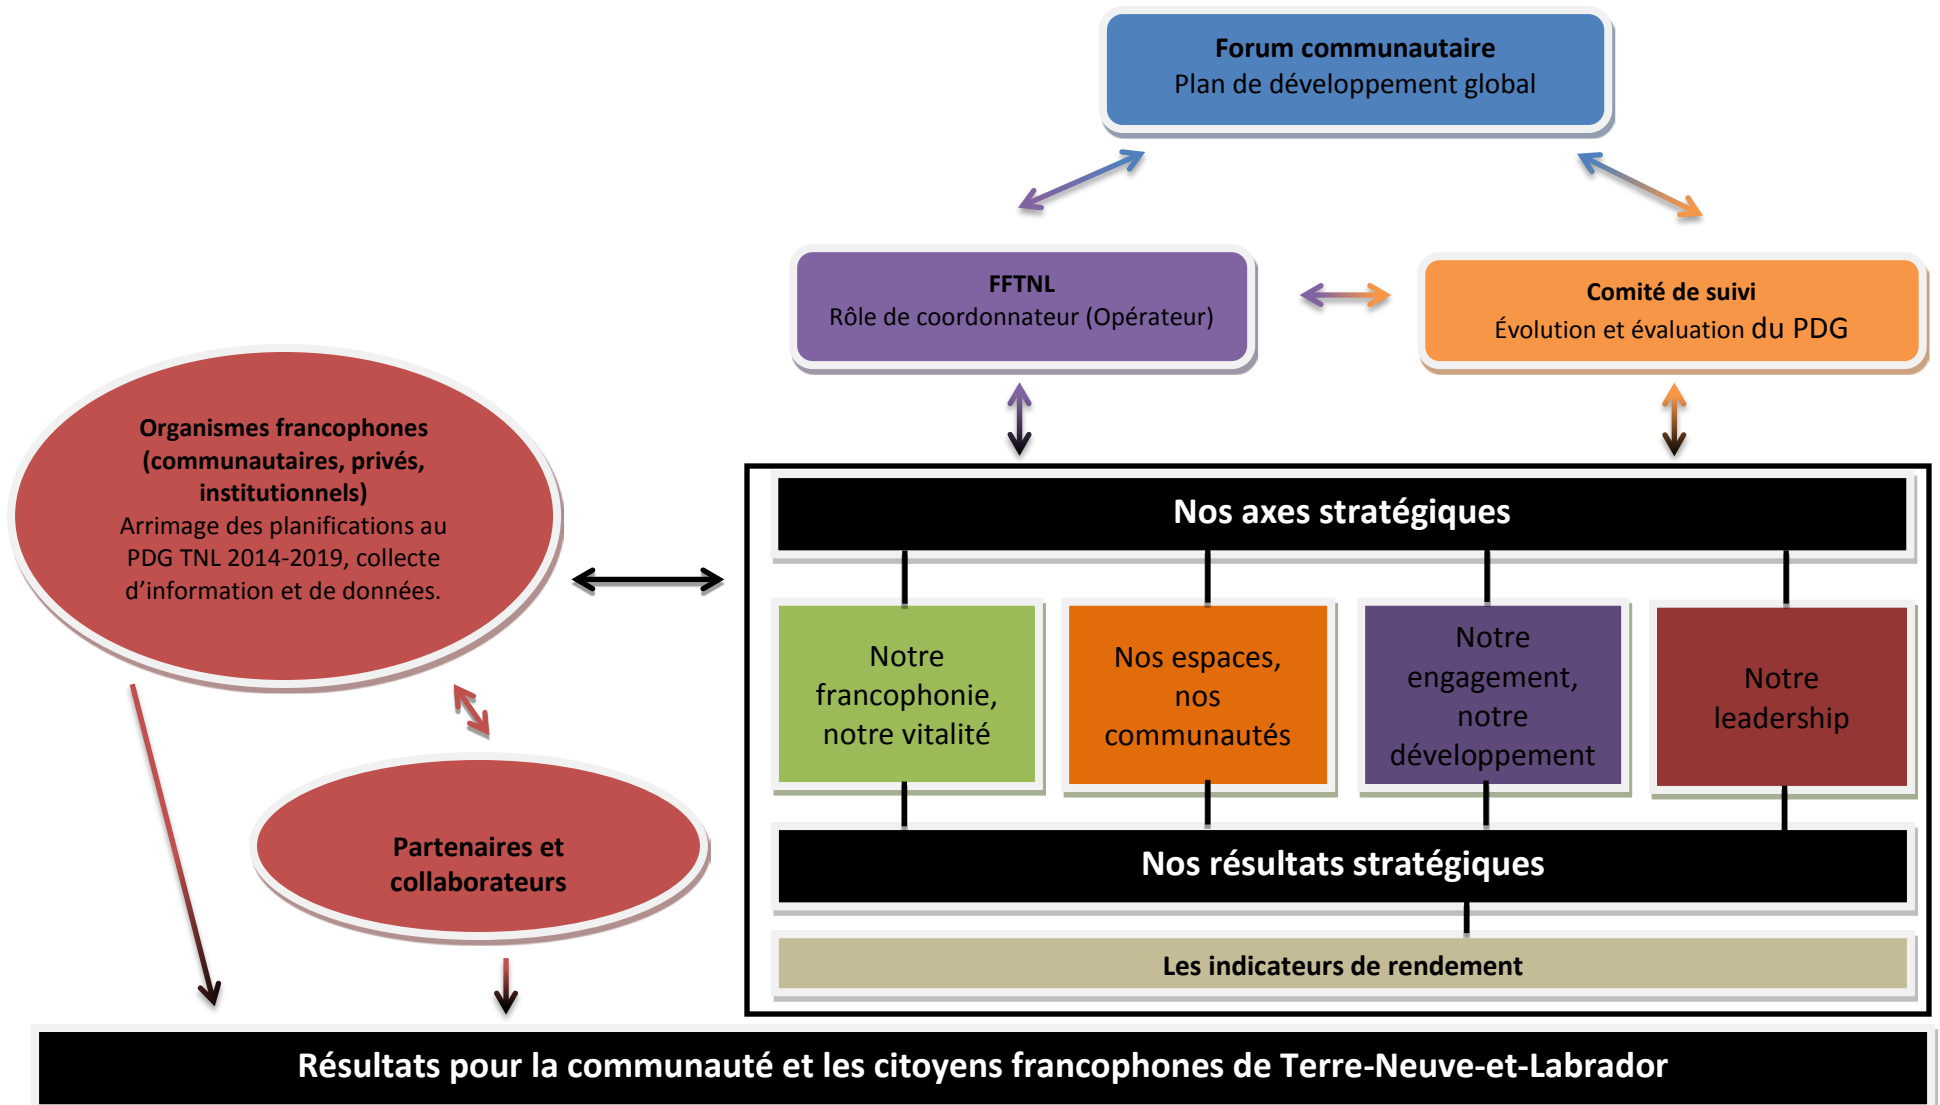 Forum communautaire
Plan de développement global
FFTNL
Rôle de coordonnateur (Opérateur)
Comité de suivi
Évolution et évaluation du PDG
Organismes francophones
(communautaires, privés,
institutionnels)
Arrimage des planifications au
PDG TNL 2014-2019, collecte
d’information et de données.
Partenaires et
collaborateurs
Nos axes stratégiques
Notre
francophonie,
notre vitalité
Nos espaces,
nos
communautés
Notre
engagement,
notre
développement
Notre
leadership
Nos résultats stratégiques
Les indicateurs de rendement
Résultats pour la communauté et les citoyens francophones de Terre-Neuve-et-Labrador